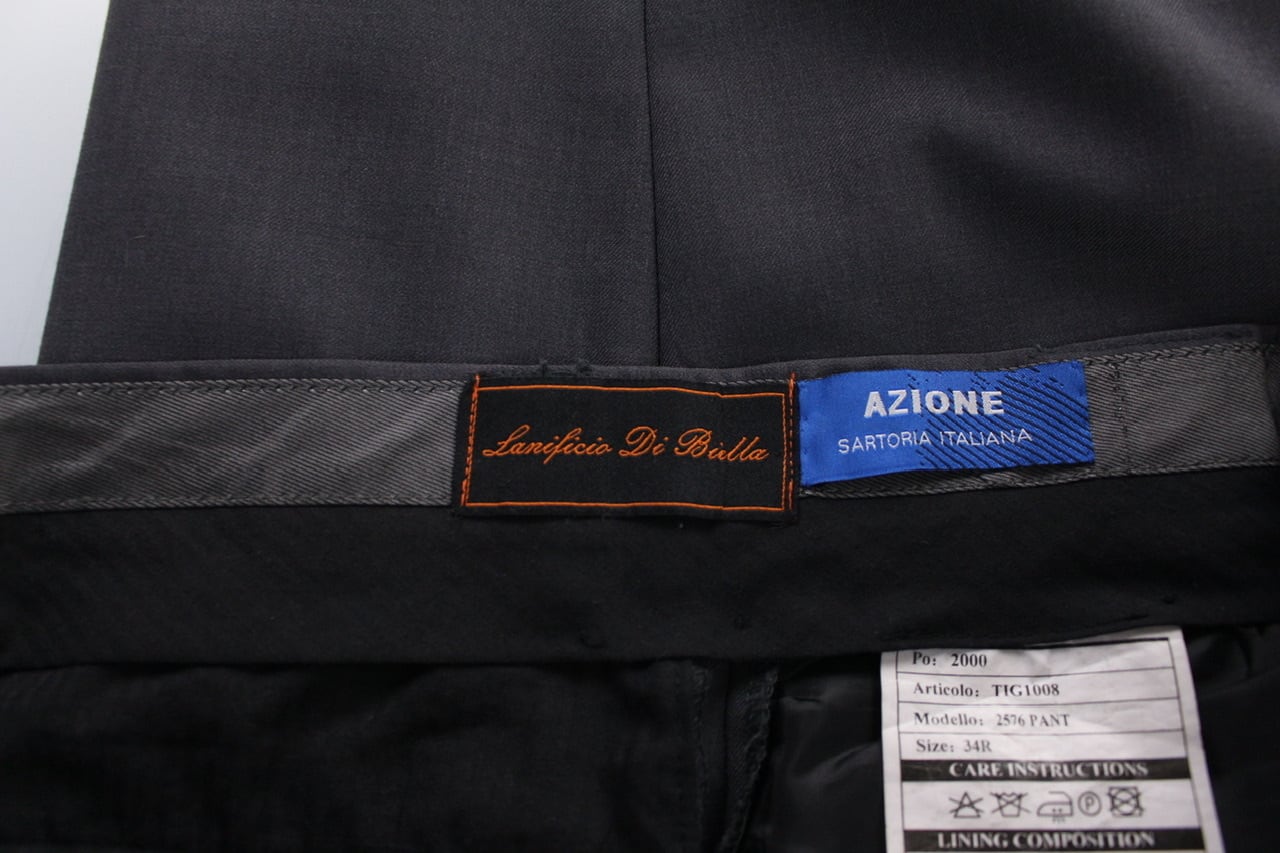 Lanificio Di Biella
AZIONE
SARTORIA ITALIANA
Po: 2000
Articolo: TIG1008
Modello: 2576 PANT
Size: 34R
CARE INSTRUCTIONS
P
LINING COMPOSITION